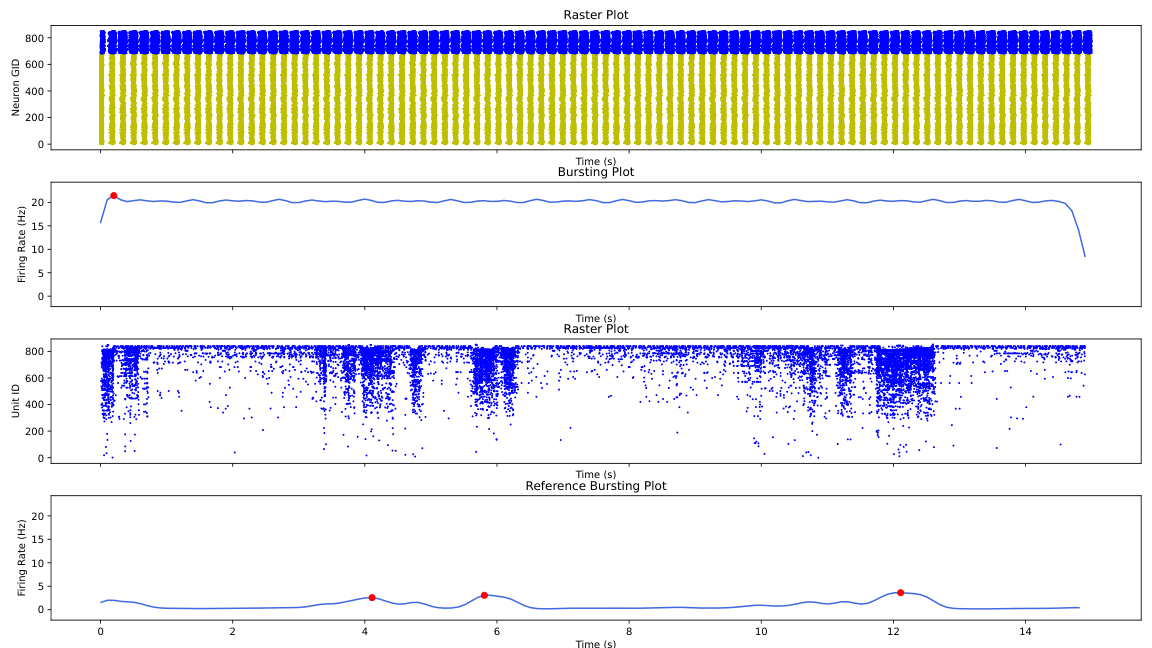 Raster Plot
800
600
400
200
0
Neuron GID
Time (s)
Bursting Plot
20
15
10
5
0
Firing Rate (Hz)
Time (s)
Raster Plot
800
600
400
200
0
Unit ID
Time (s)
Reference Bursting Plot
20
15
10
5
0
Firing Rate (Hz)
0 2 4 6 8 10 12 14
Time (s)